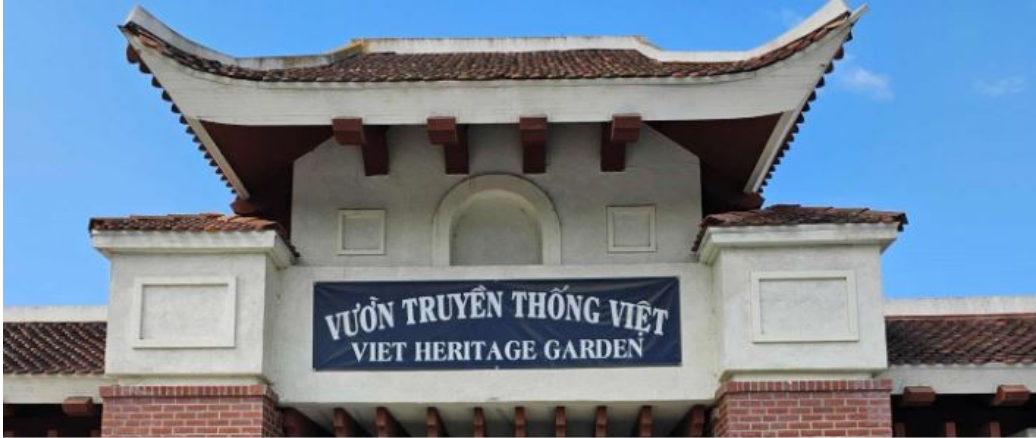 VƯỜN TRUYỀN THỐNG VIỆT
VIET HERITAGE GARDEN